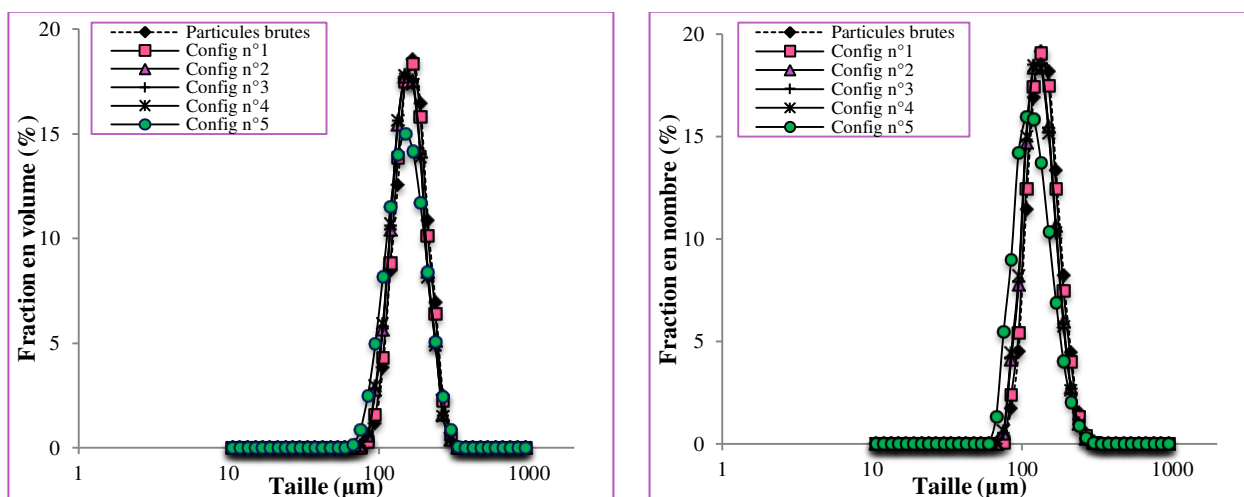 20
15
10
5
0
Fraction en volume (%)
Particules brutes
Config n°1
Config n°2
Config n°3
Config n°4
Config n°5
1
10
100
1000
Taille (µm)
20
15
10
5
0
Fraction en nombre (%)
Particules brutes
Config n°1
Config n°2
Config n°3
Config n°4
Config n°5
1
10
100
1000
Taille (µm)